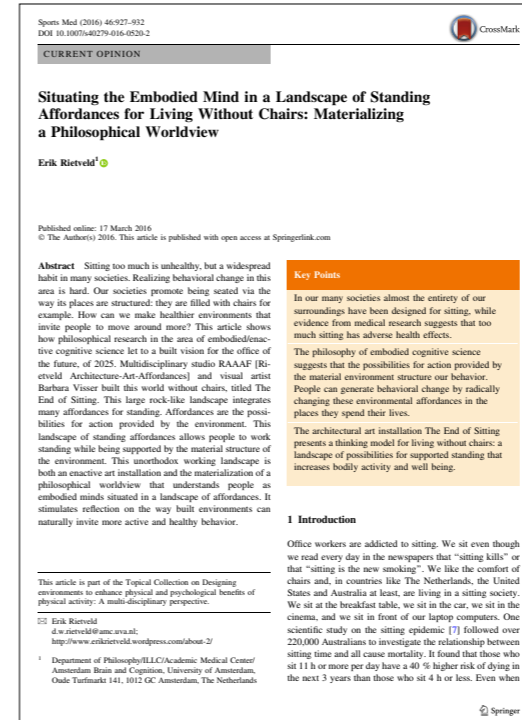 Sports Med (2016) 46:927–932
DOI 10.1007/s40279-016-0520-2
CrossMark
CURRENT OPINION
Situating the Embodied Mind in a Landscape of Standing
Affordances for Living Without Chairs: Materializing
a Philosophical Worldview
Erik Rietveld1
Published online: 17 March 2016
© The Author(s) 2016. This article is published with open access at Springerlink.com
Abstract Sitting too much is unhealthy, but a widespread
habit in many societies. Realizing behavioral change in this
area is hard. Our societies promote being seated via the
way its places are structured: they are filled with chairs for
example. How can we make healthier environments that
invite people to move around more? This article shows
how philosophical research in the area of embodied/enac-
tive cognitive science let to a built vision for the office of
the future, of 2025. Multidisciplinary studio RAAAF [Ri-
etveld Architecture-Art-Affordances] and visual artist
Barbara Visser built this world without chairs, titled The
End of Sitting. This large rock-like landscape integrates
many affordances for standing. Affordances are the possi-
bilities for action provided by the environment. This
landscape of standing affordances allows people to work
standing while being supported by the material structure of
the environment. This unorthodox working landscape is
both an enactive art installation and the materialization of a
philosophical worldview that understands people as
embodied minds situated in a landscape of affordances. It
stimulates reflection on the way built environments can
naturally invite more active and healthy behavior.
This article is part of the Topical Collection on Designing
environments to enhance physical and psychological benefits of
physical activity: A multi-disciplinary perspective.
Erik Rietveld
d.w.rietveld@amc.uva.nl;
http://www.erikrietveld.wordpress.com/about-2/
1 Department of Philosophy/ILLC/Academic Medical Center/
Amsterdam Brain and Cognition, University of Amsterdam,
Oude Turfmarkt 141, 1012 GC Amsterdam, The Netherlands
Key Points
In our many societies almost the entirety of our
surroundings have been designed for sitting, while
evidence from medical research suggests that too
much sitting has adverse health effects.
The philosophy of embodied cognitive science
suggests that the possibilities for action provided by
the material environment structure our behavior.
People can generate behavioral change by radically
changing these environmental affordances in the
places they spend their lives.
The architectural art installation The End of Sitting
presents a thinking model for living without chairs: a
landscape of possibilities for supported standing that
increases bodily activity and well being.
1 Introduction
Office workers are addicted to sitting. We sit even though
we read every day in the newspapers that “sitting kills” or
that “sitting is the new smoking”. We like the comfort of
chairs and, in countries like The Netherlands, the United
States and Australia at least, are living in a sitting society.
We sit at the breakfast table, we sit in the car, we sit in the
cinema, and we sit in front of our laptop computers. One
scientific study on the sitting epidemic [7] followed over
220,000 Australians to investigate the relationship between
sitting time and all cause mortality. It found that those who
sit 11 h or more per day have a 40 % higher risk of dying in
the next 3 years than those who sit 4 h or less. Even when
Springer